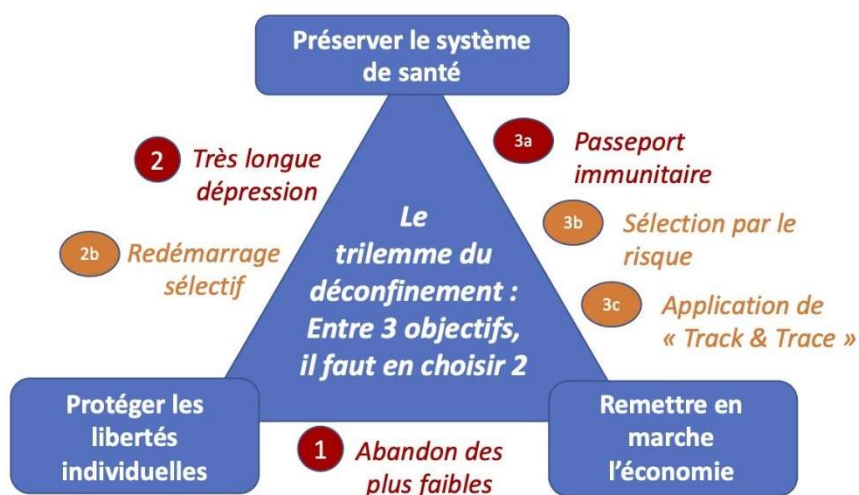 Préserver le système
de santé
2
Très longue
dépression
3a
Passeport
immunitaire
2b
Redémarrage
sélectif
3b
Sélection par le
risque
3c
Application de
« Track & Trace »
Le
trilemme du
déconfinement :
Entre 3 objectifs,
il faut en choisir 2
Protéger les
libertés
individuelles
1
Abandon des
plus faibles
Remettre en
marche
l’économie